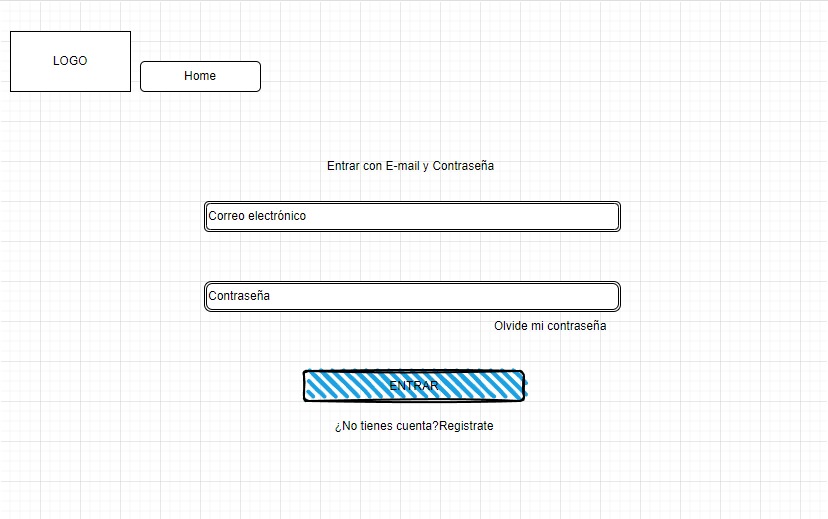 LOGO
Home
Entrar con E-mail y Contraseña
Correo electrónico
Contraseña
Olvide mi contraseña
ENTRAR
¿No tienes cuenta?Registrate